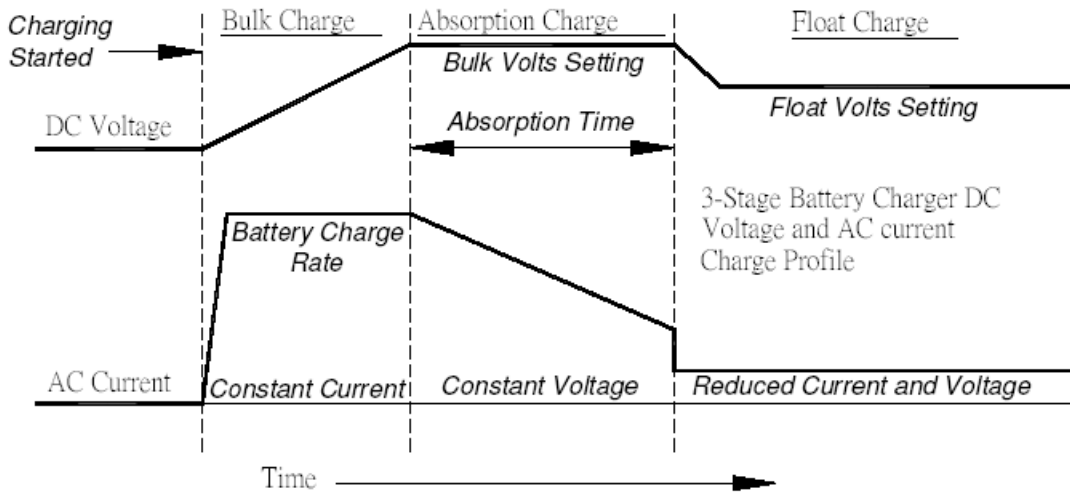 Charging
Started
Bulk Charge
Absorption Charge
Float Charge
Bulk Volts Setting
Float Volts Setting
DC Voltage
Absorption Time
3-Stage Battery Charger DC
Voltage and AC current
Charge Profile
Battery Charge
Rate
AC Current
Constant Current
Constant Voltage
Reduced Current and Voltage
Time